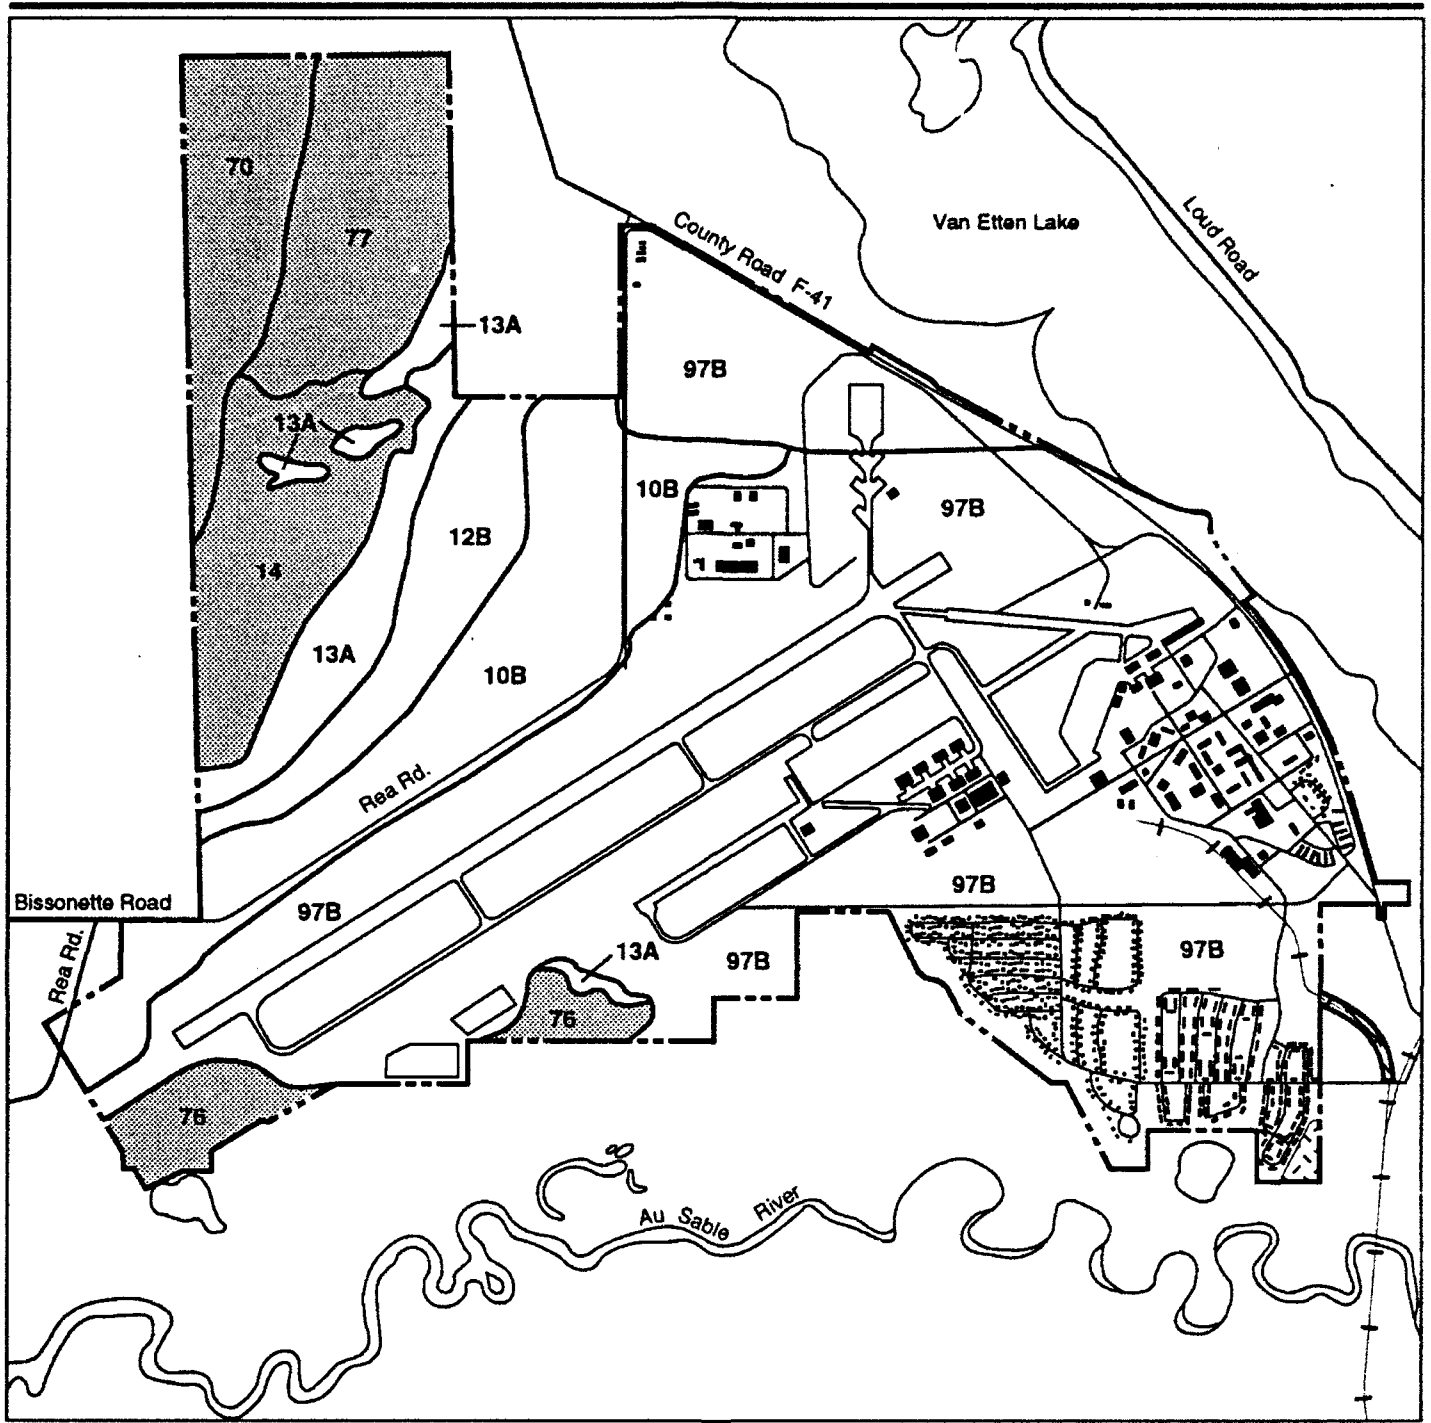 70
77
Van Etten Lake
Loud Road
County Road F-41
13A
97B
13A
10B
97B
12B
14
13A
10B
Rea Rd.
97B
Bissonette Road
97B
Rea Rd.
13A
97B
97B
76
76
Au Sable River